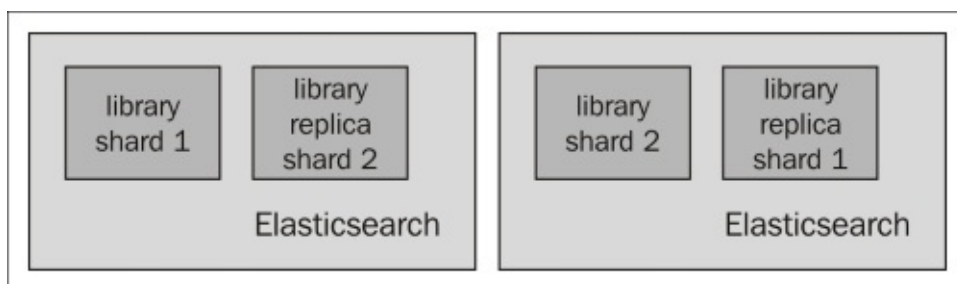 library
shard 1
library
replica
shard 2
Elasticsearch
library
shard 2
library
replica
shard 1
Elasticsearch